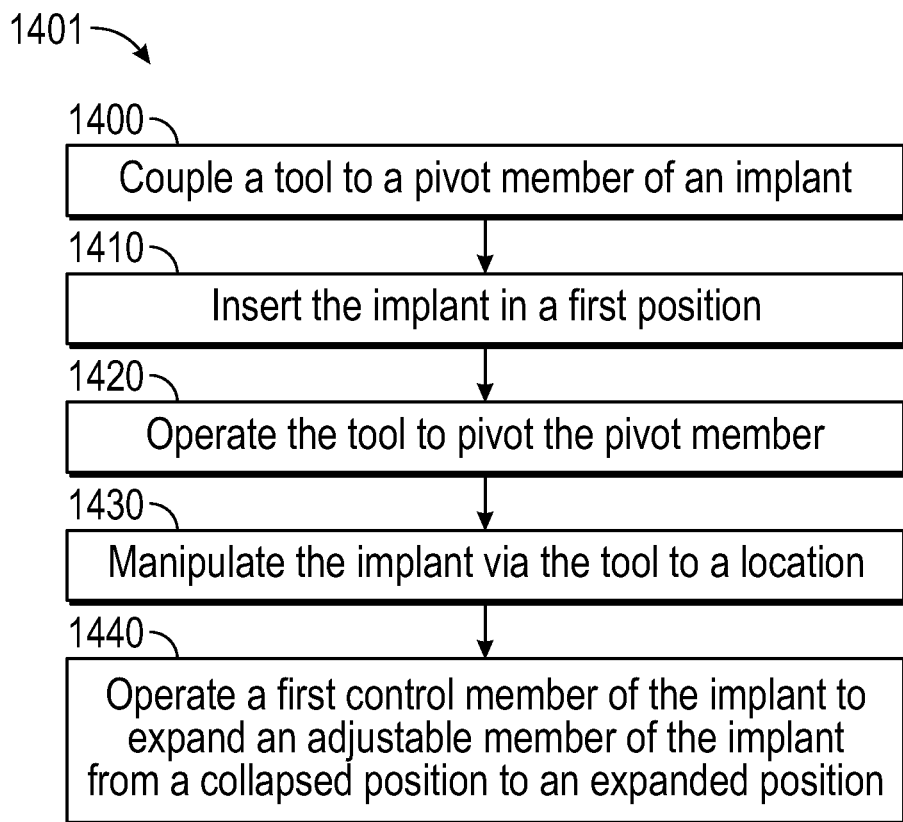 1401
1400
Couple a tool to a pivot member of an implant
1410
Insert the implant in a first position
1420
Operate the tool to pivot the pivot member
1430
Manipulate the implant via the tool to a location
1440
Operate a first control member of the implant to
expand an adjustable member of the implant
from a collapsed position to an expanded position